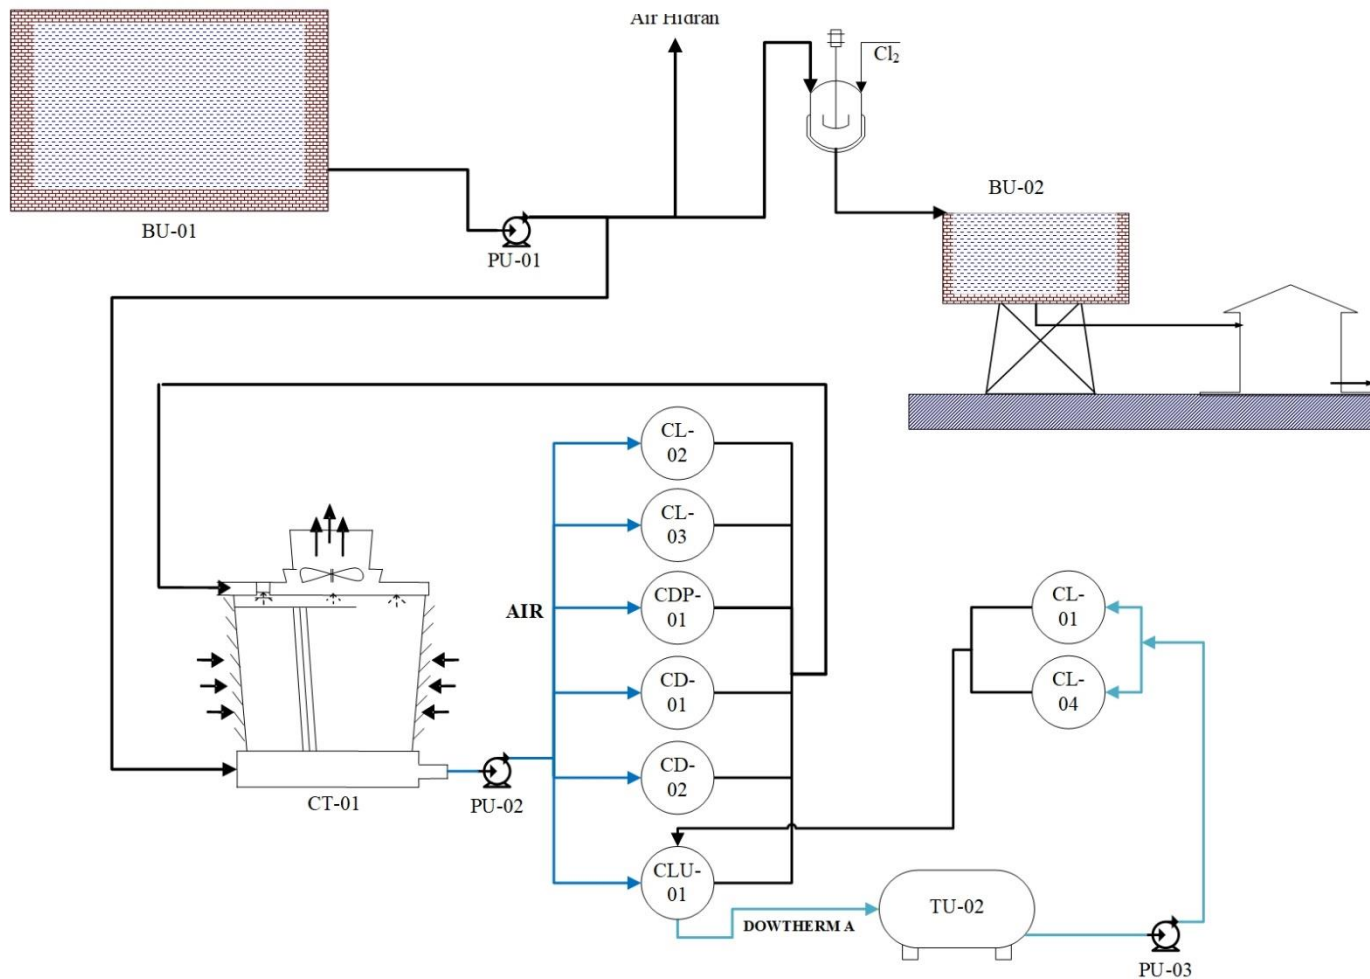 Air Hidran
Cl₂
BU-01
PU-01
BU-02
CL-
02
CL-
03
AIR
CDP-
01
CD-
01
CD-
02
CLU-
01
CT-01
PU-02
CL-
01
CL-
04
TU-02
DOWTHERM A
PU-03